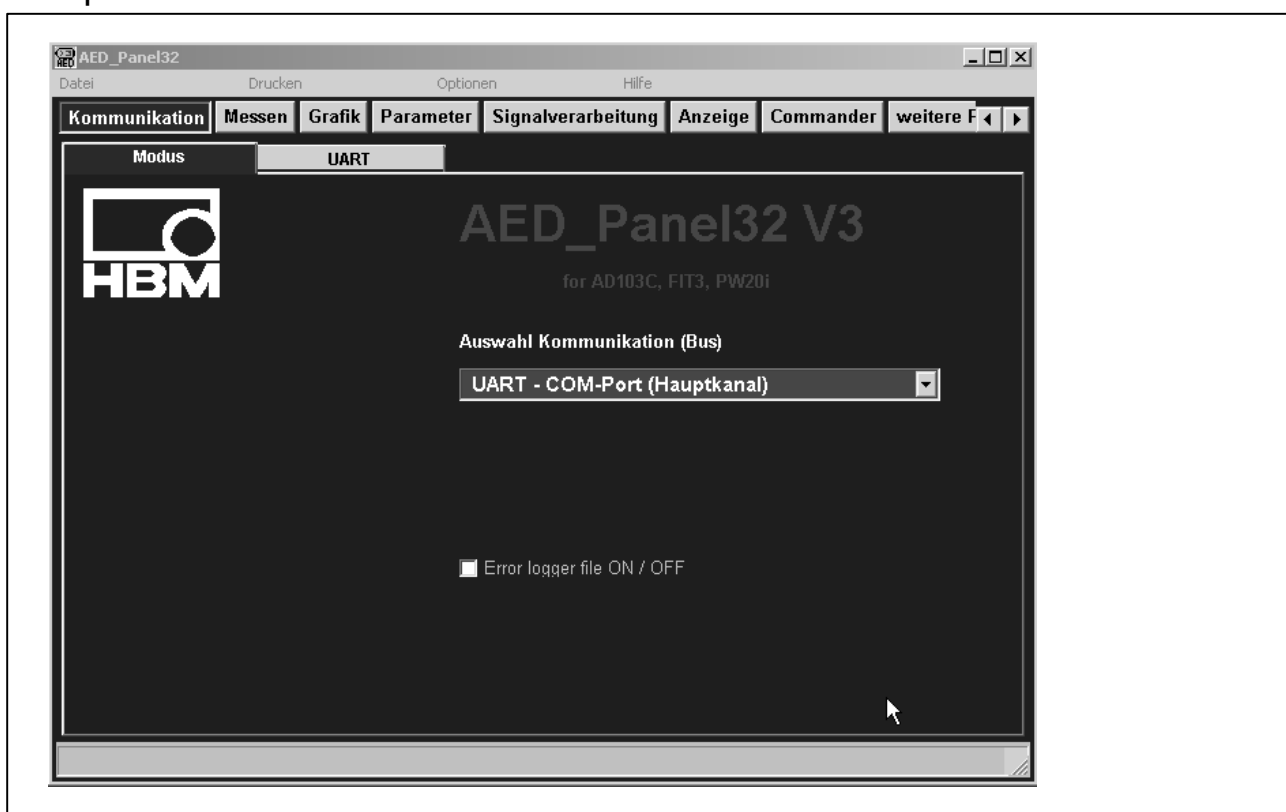 AED_Panel32
Datei Drucken Optionen Hilfe
Kommunikation Messen Grafik Parameter Signalverarbeitung Anzeige Commander weitere
Modus UART
HBM
AED_Panel32 V3
for AD103C, FIT3, PW20i
Auswahl Kommunikation (Bus)
UART - COM-Port (Hauptkanal)
Error logger file ON / OFF